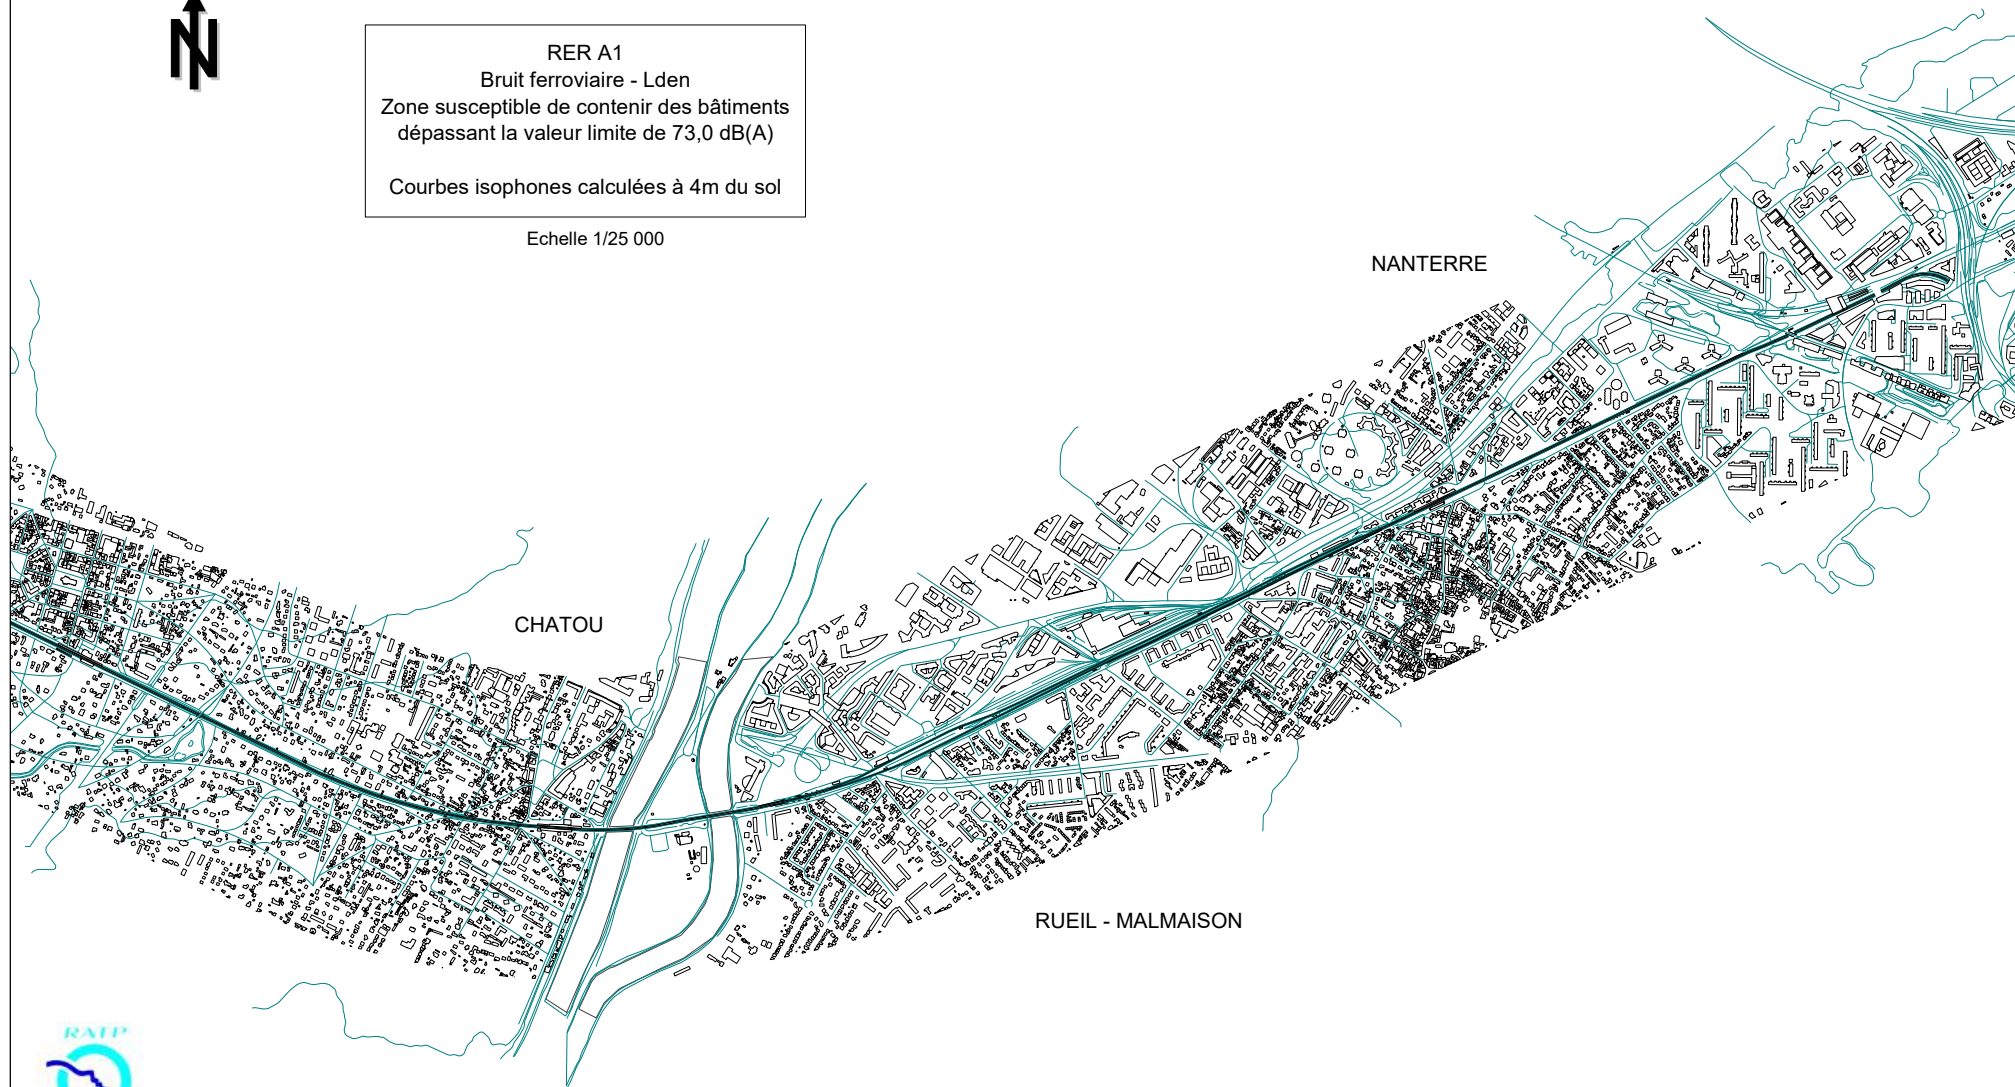 N
RER A1
Bruit ferroviaire - Lden
Zone susceptible de contenir des bâtiments
dépassant la valeur limite de 73,0 dB(A)
Courbes isophones calculées à 4m du sol
Echelle 1/25 000
NANTERRE
CHATOU
RUEIL - MALMAISON
RATP